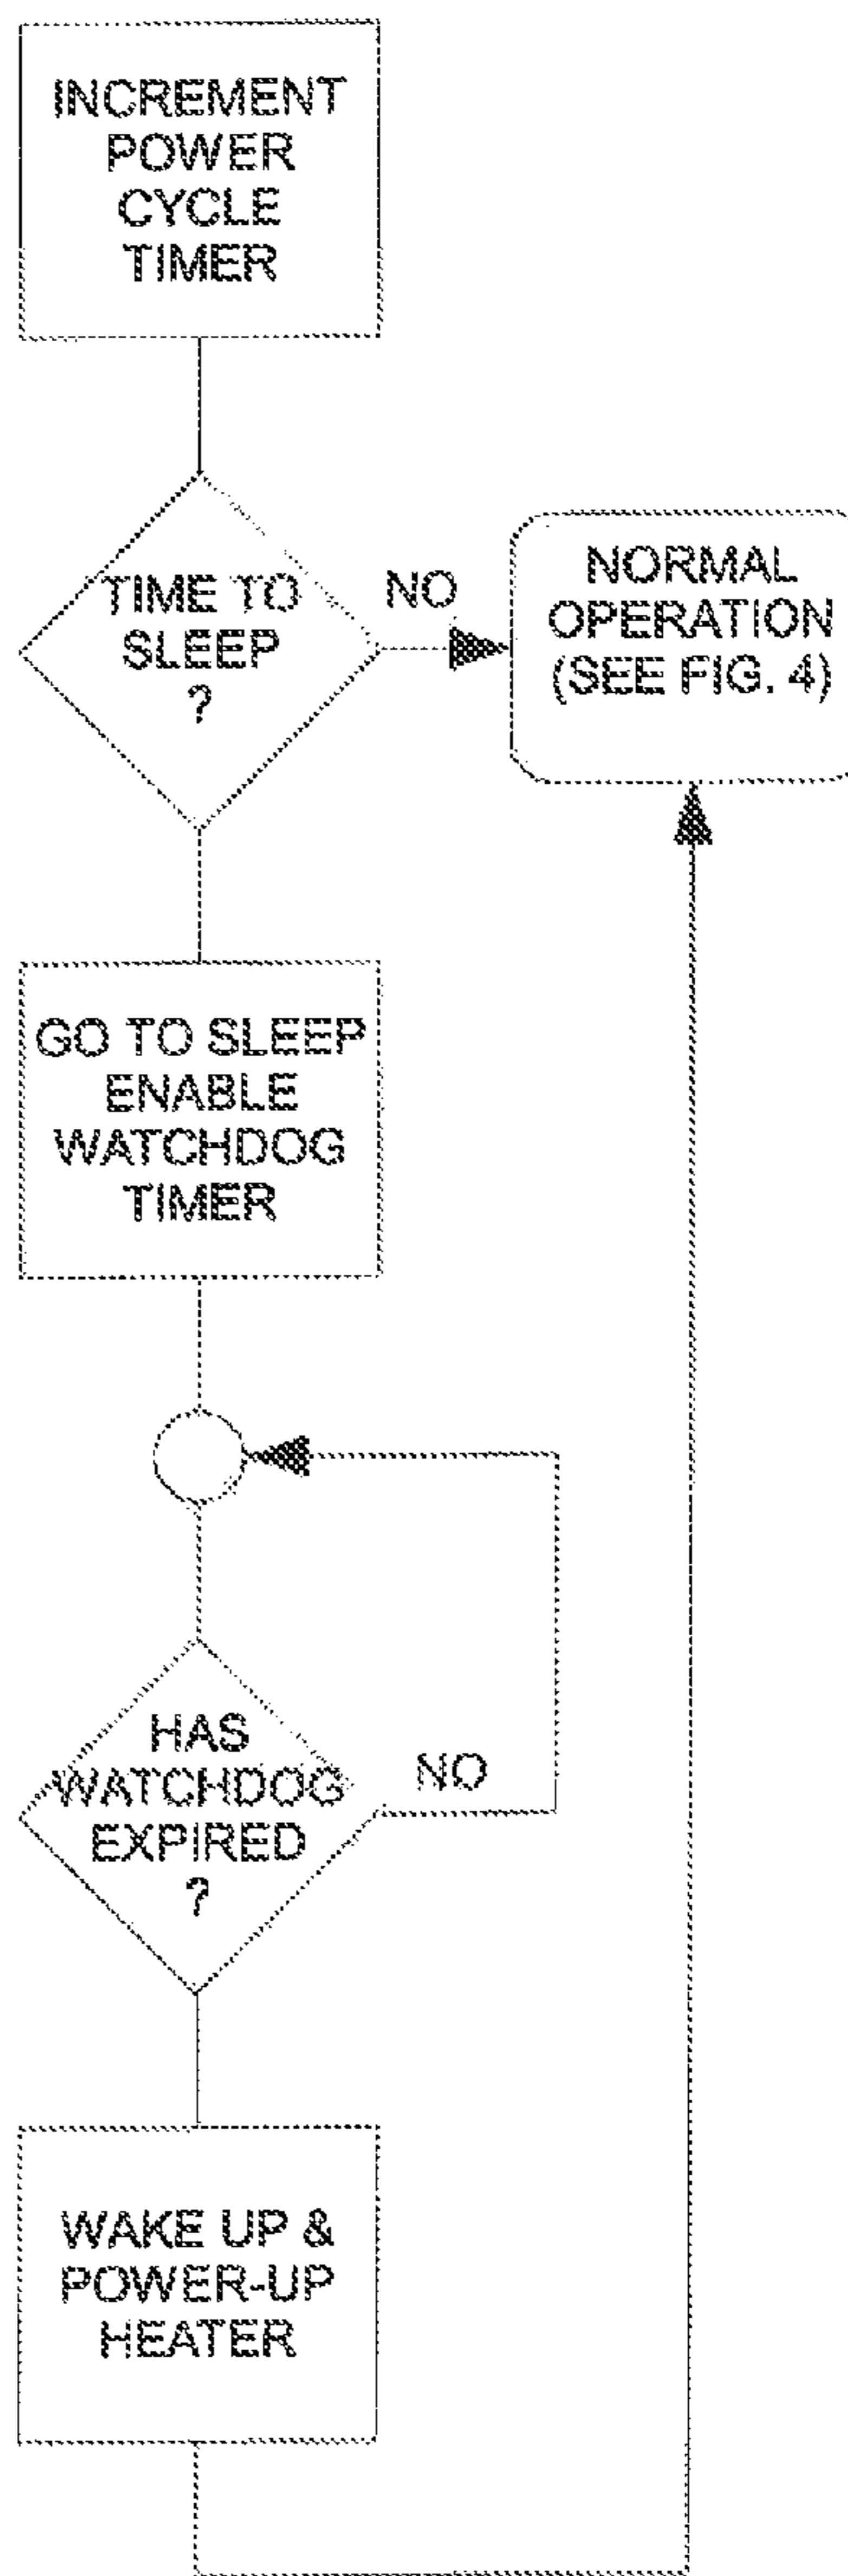 INCREMENT
POWER
CYCLE
TIMER
TIME TO
SLEEP
?
NO
NORMAL
OPERATION
(SEE FIG. 4)
GO TO SLEEP
ENABLE
WATCHDOG
TIMER
HAS
WATCHDOG
EXPIRED
?
NO
WAKE UP &
POWER-UP
HEATER